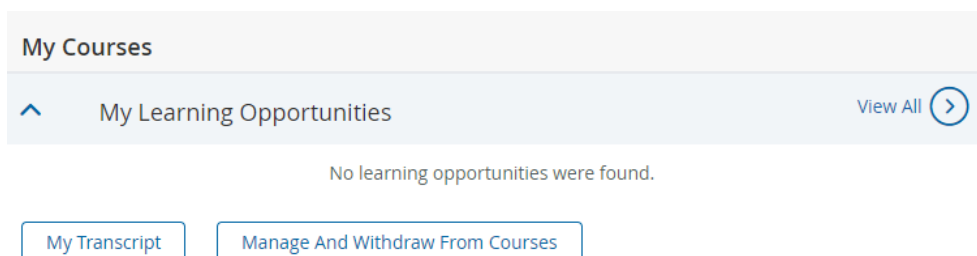 My Courses
My Learning Opportunities
View All
No learning opportunities were found.
My Transcript
Manage And Withdraw From Courses